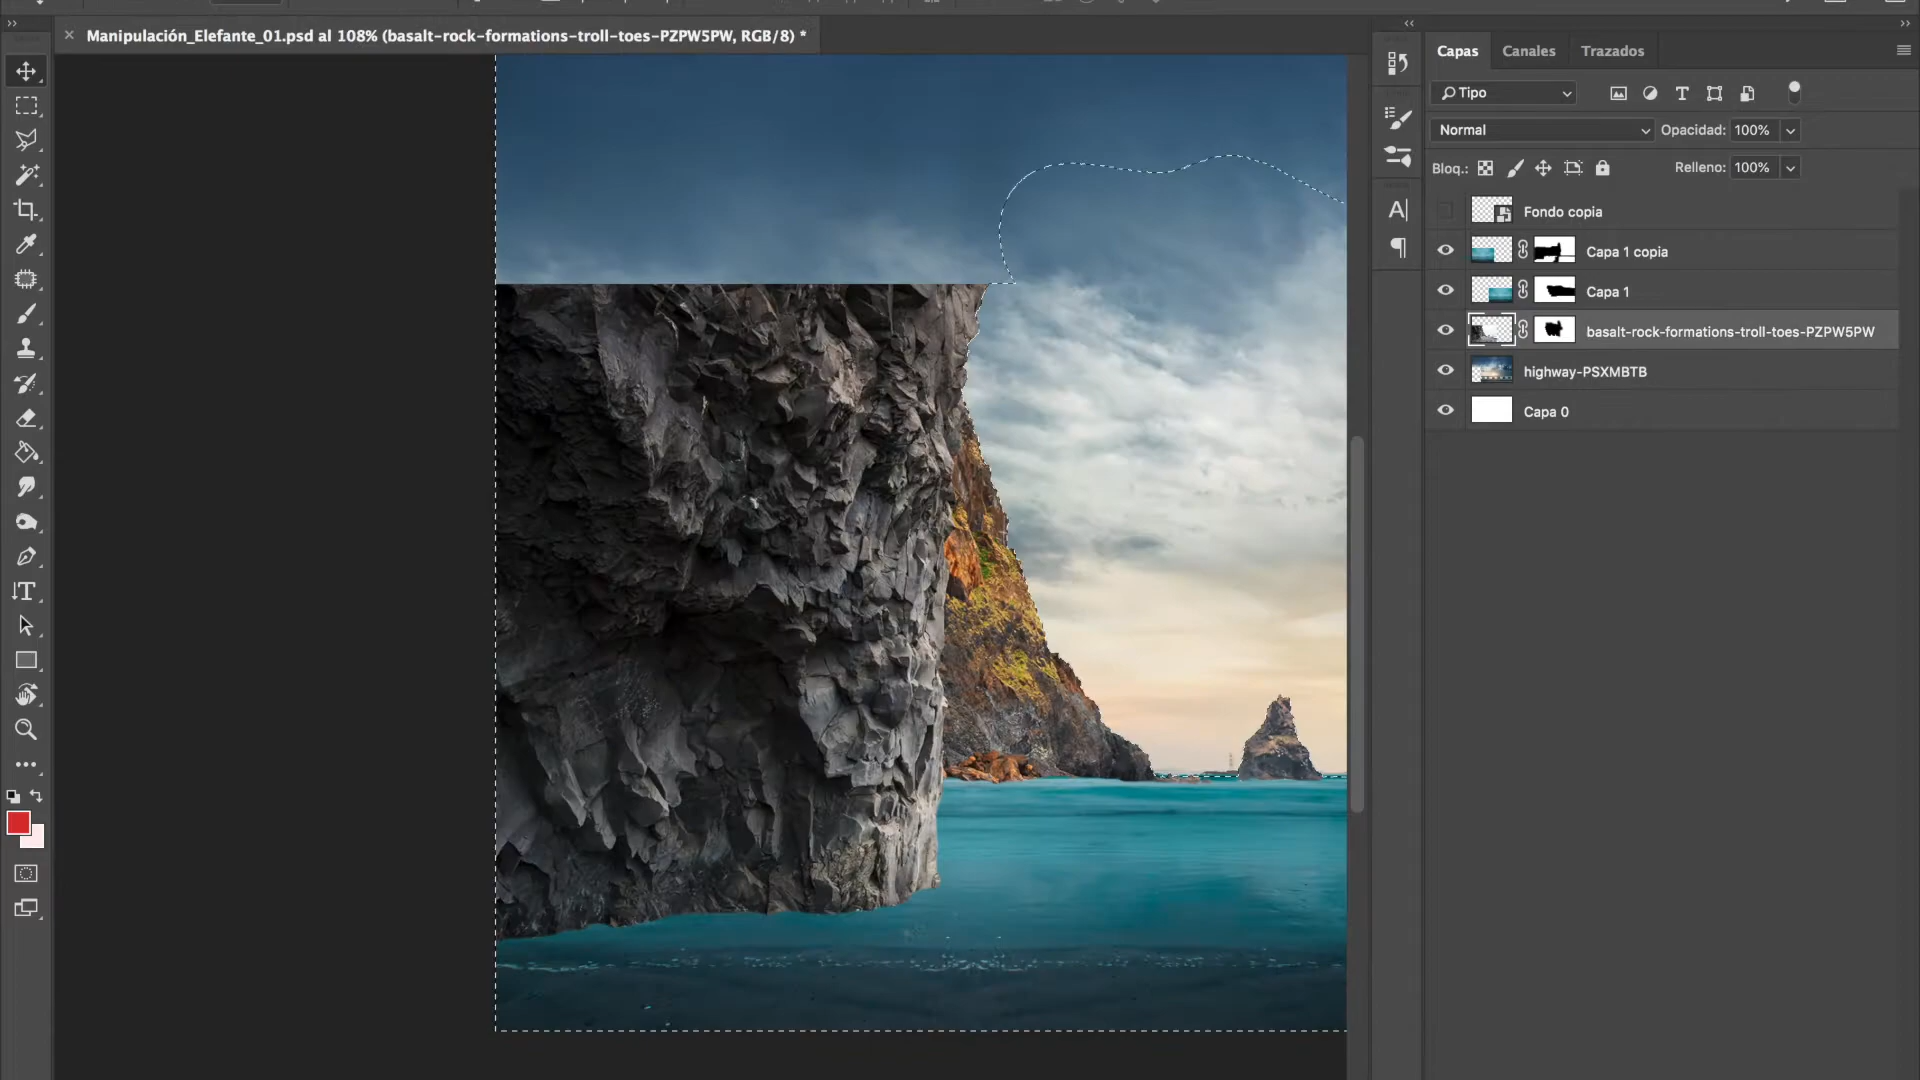 Manipulación_Elefante_01.psd al 108% (basalt-rock-formations-troll-toes-PZPW5PW, RGB/8) *
Capas Canales Trazados
Tipo
Normal Opacidad: 100%
Bloq.: Relleno: 100%
Fondo copia
Capa 1 copia
Capa 1
basalt-rock-formations-troll-toes-PZPW5PW
highway-PSXMBTB
Capa 0